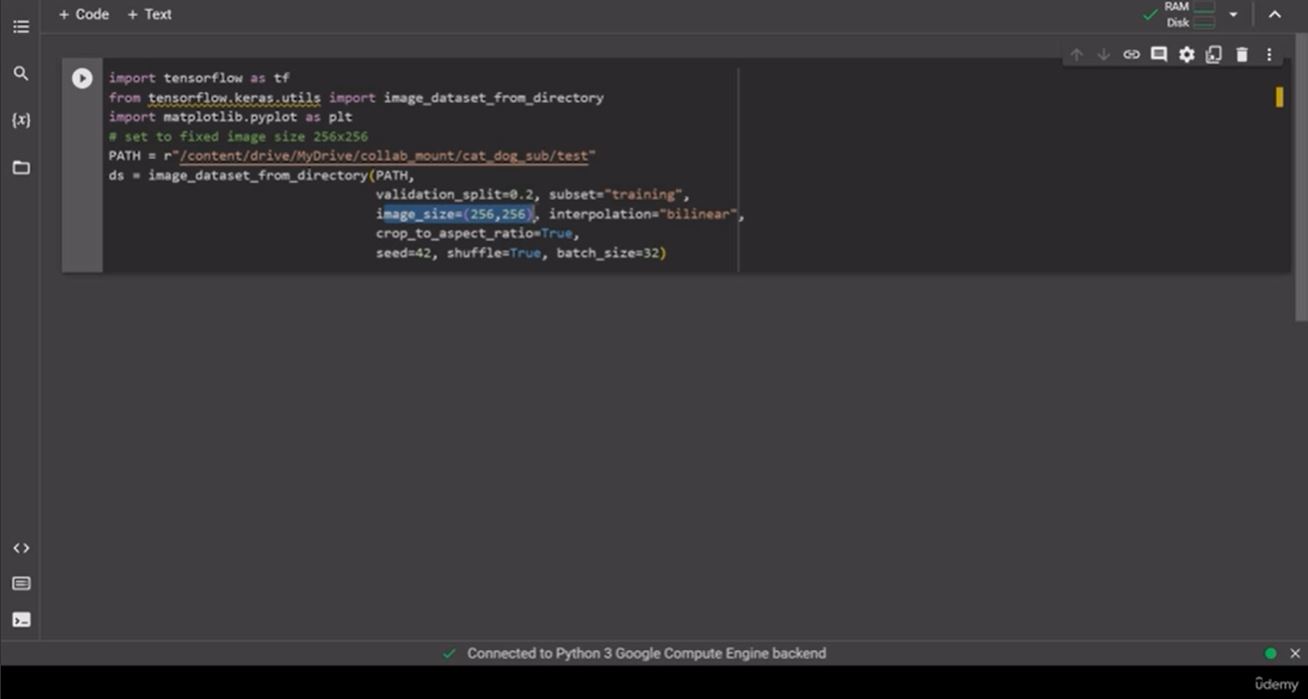 + Code + Text
RAM
Disk
{x}
import tensorflow as tf
from tensorflow.keras.utils import image_dataset_from_directory
import matplotlib.pyplot as plt
# set to fixed image size 256x256
PATH = r"/content/drive/MyDrive/collab_mount/cat_dog_sub/test"
ds = image_dataset_from_directory(PATH,
validation_split=0.2, subset="training",
image_size=(256,256), interpolation="bilinear",
crop_to_aspect_ratio=True,
seed=42, shuffle=True, batch_size=32)
Connected to Python 3 Google Compute Engine backend
ûdemy